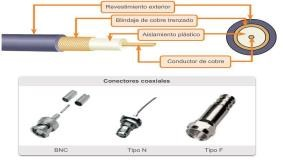 Revestimiento exterior
Blindaje de cobre trenzado
Aislamiento plástico
Conductor de cobre
Conectores coaxiales
BNC
Tipo N
Tipo F